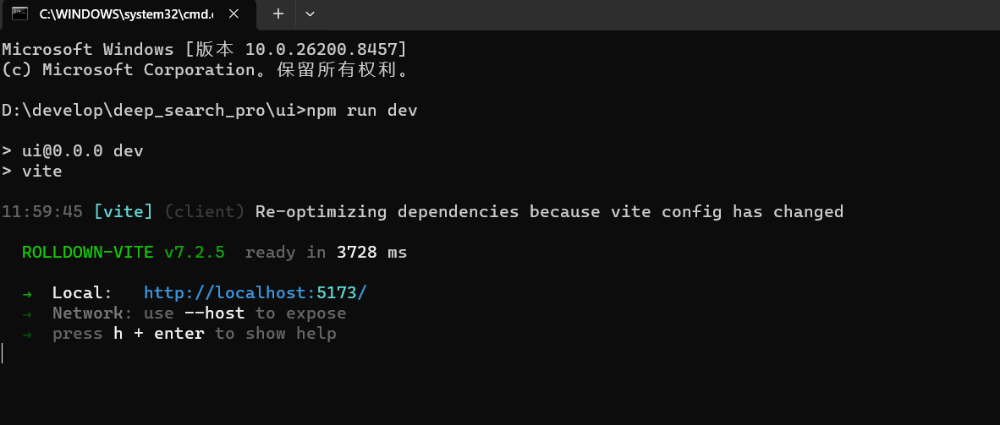 C:\WINDOWS\system32\cmd.
Microsoft Windows [版本 10.0.26200.8457]
(c) Microsoft Corporation。保留所有权利。
D:\develop\deep_search_pro\ui>npm run dev
> ui@0.0.0 dev
> vite
11:59:45 [vite] (client) Re-optimizing dependencies because vite config has changed
ROLLDOWN-VITE v7.2.5  ready in 3728 ms
➜  Local:   http://localhost:5173/
➜  Network: use --host to expose
➜  press h + enter to show help